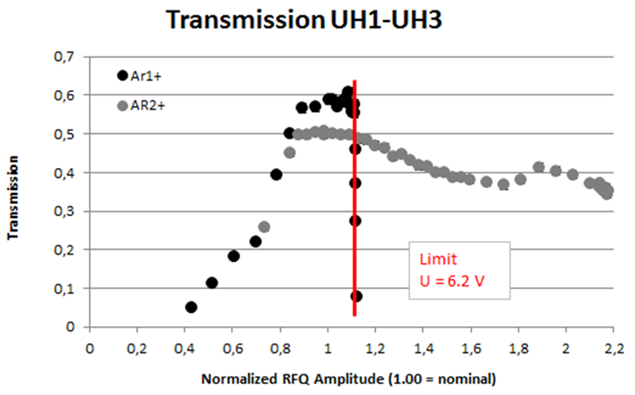 Transmission UH1-UH3
0,7
0,6
0,5
0,4
0,3
0,2
0,1
0
Transmission
Ar1+
AR2+
Limit
U = 6.2 V
0 0,2 0,4 0,6 0,8 1 1,2 1,4 1,6 1,8 2 2,2
Normalized RFQ Amplitude (1.00 = nominal)